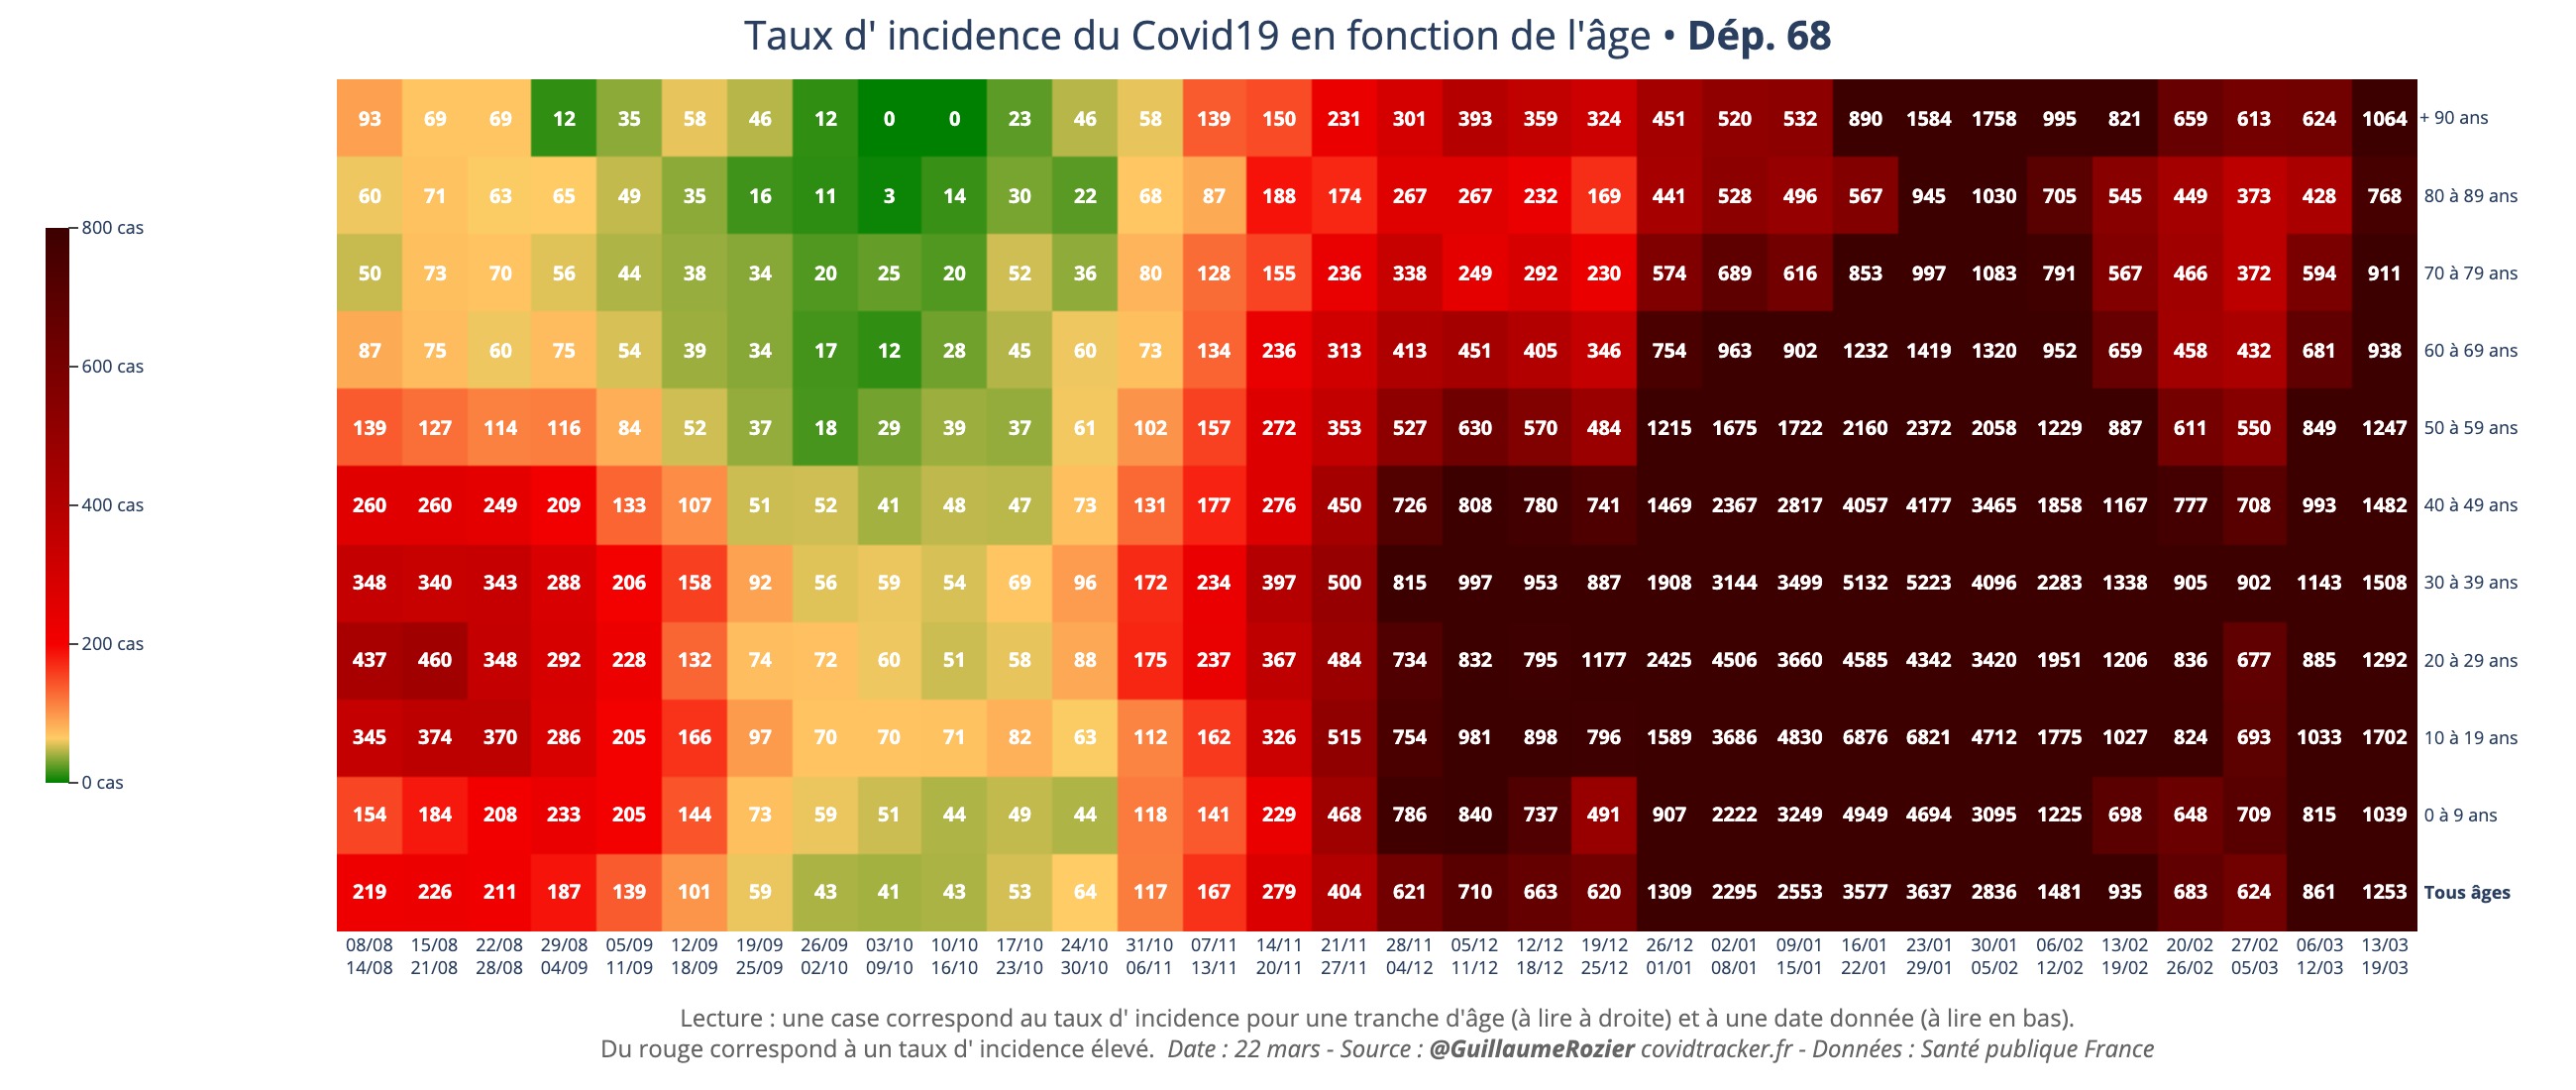 Taux d' incidence du Covid19 en fonction de l'âge • Dép. 68
800 cas
600 cas
400 cas
200 cas
0 cas
93 69 69 12 35 58 46 12 0 0 23 46 58 139 150 231 301 393 359 324 451 520 532 890 1584 1758 995 821 659 613 624 1064 + 90 ans
60 71 63 65 49 35 16 11 3 14 30 22 68 87 188 174 267 267 232 169 441 528 496 567 945 1030 705 545 449 373 428 768 80 à 89 ans
50 73 70 56 44 38 34 20 25 20 52 36 80 128 155 236 338 249 292 230 574 689 616 853 997 1083 791 567 466 372 594 911 70 à 79 ans
87 75 60 75 54 39 34 17 12 28 45 60 73 134 236 313 413 451 405 346 754 963 902 1232 1419 1320 952 659 458 432 681 938 60 à 69 ans
139 127 114 116 84 52 37 18 29 39 37 61 102 157 272 353 527 630 570 484 1215 1675 1722 2160 2372 2058 1229 887 611 550 849 1247 50 à 59 ans
260 260 249 209 133 107 51 52 41 48 47 73 131 177 276 450 726 808 780 741 1469 2367 2817 4057 4177 3465 1858 1167 777 708 993 1482 40 à 49 ans
348 340 343 288 206 158 92 56 59 54 69 96 172 234 397 500 815 997 953 887 1908 3144 3499 5132 5223 4096 2283 1338 905 902 1143 1508 30 à 39 ans
437 460 348 292 228 132 74 72 60 51 58 88 175 237 367 484 734 832 795 1177 2425 4506 3660 4585 4342 3420 1951 1206 836 677 885 1292 20 à 29 ans
345 374 370 286 205 166 97 70 70 71 82 63 112 162 326 515 754 981 898 796 1589 3686 4830 6876 6821 4712 1775 1027 824 693 1033 1702 10 à 19 ans
154 184 208 233 205 144 73 59 51 44 49 44 118 141 229 468 786 840 737 491 907 2222 3249 4949 4694 3095 1225 698 648 709 815 1039 0 à 9 ans
219 226 211 187 139 101 59 43 41 43 53 64 117 167 279 404 621 710 663 620 1309 2295 2553 3577 3637 2836 1481 935 683 624 861 1253 Tous âges
08/08 15/08 22/08 29/08 05/09 12/09 19/09 26/09 03/10 10/10 17/10 24/10 31/10 07/11 14/11 21/11 28/11 05/12 12/12 19/12 26/12 02/01 09/01 16/01 23/01 30/01 06/02 13/02 20/02 27/02 06/03 13/03
14/08 21/08 28/08 04/09 11/09 18/09 25/09 02/10 09/10 16/10 23/10 30/10 06/11 13/11 20/11 27/11 04/12 11/12 18/12 25/12 01/01 08/01 15/01 22/01 29/01 05/02 12/02 19/02 26/02 05/03 12/03 19/03
Lecture : une case correspond au taux d' incidence pour une tranche d'âge (à lire à droite) et à une date donnée (à lire en bas).
Du rouge correspond à un taux d' incidence élevé. Date : 22 mars - Source : @GuillaumeRozier covidtracker.fr - Données : Santé publique France